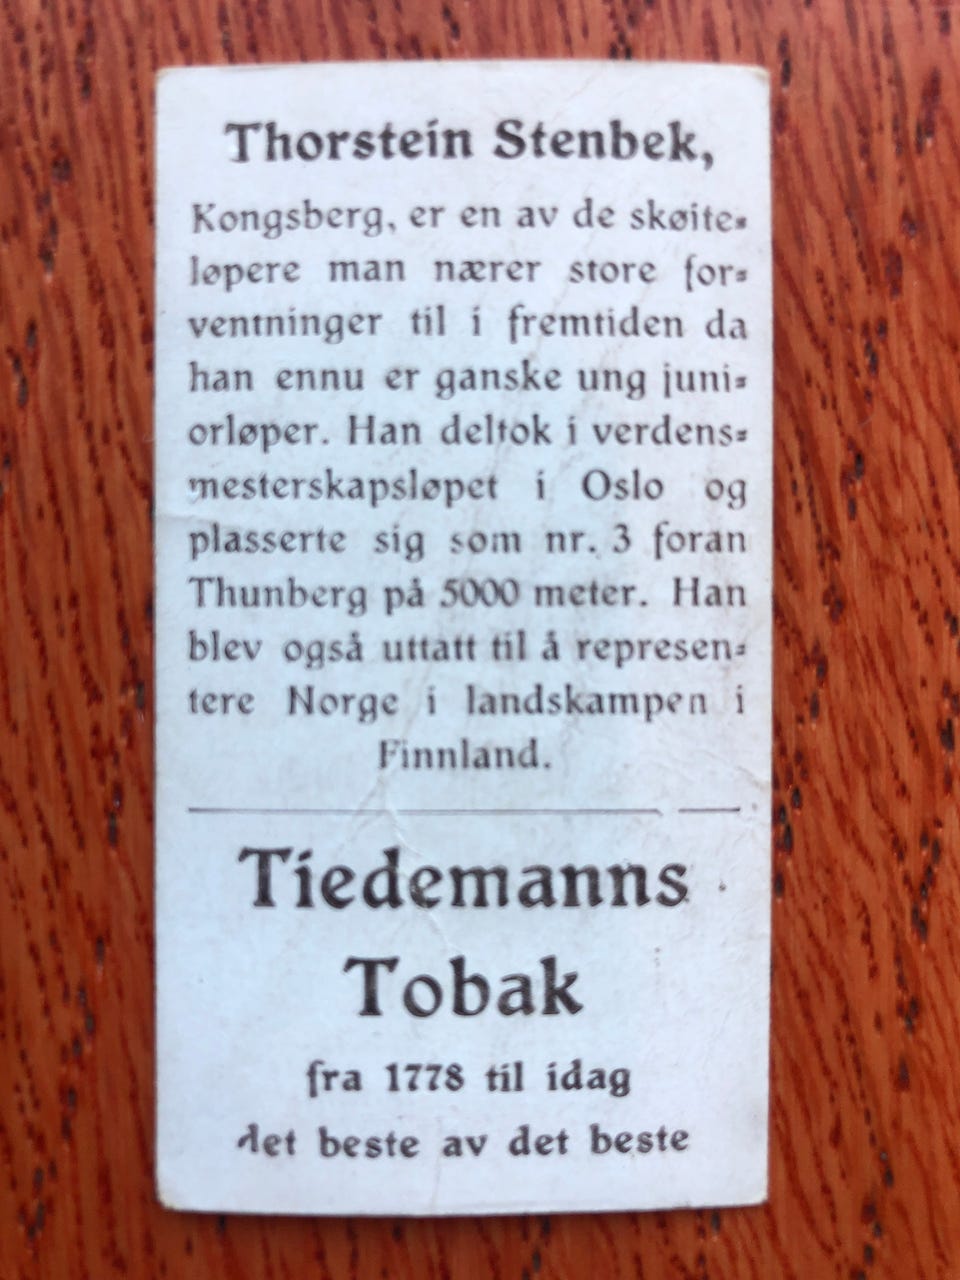 Thorstein Stenbek,
Kongsberg, er en av de skøite-
løpere man nærer store for-
ventninger til i fremtiden da
han ennu er ganske ung juni-
orløper. Han deltok i verdens-
mesterskapsløpet i Oslo og
plasserte sig som nr. 3 foran
Thunberg på 5000 meter. Han
blev også uttatt til å represen-
tere Norge i landskampen i
Finnland.
Tiedemanns
Tobak
fra 1778 til idag
det beste av det beste